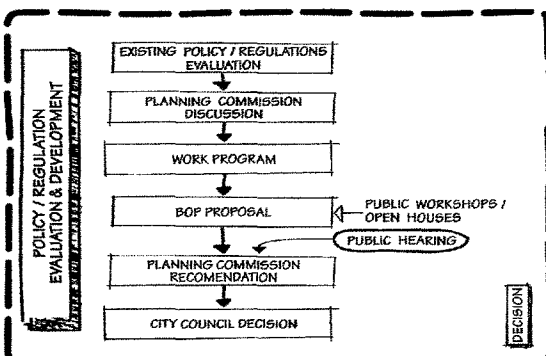 POLICY / REGULATION
EVALUATION & DEVELOPMENT
EXISTING POLICY / REGULATIONS
EVALUATION
PLANNING COMMISSION
DISCUSSION
WORK PROGRAM
BOP PROPOSAL
PUBLIC WORKSHOPS /
OPEN HOUSES
PUBLIC HEARING
PLANNING COMMISSION
RECOMENDATION
CITY COUNCIL DECISION
DECISION